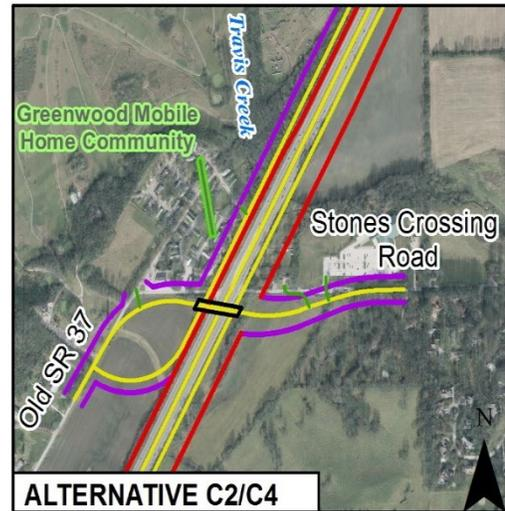 Travis Creek
Greenwood Mobile
Home Community
Stones Crossing
Road
Old SR 37
N
ALTERNATIVE C2/C4